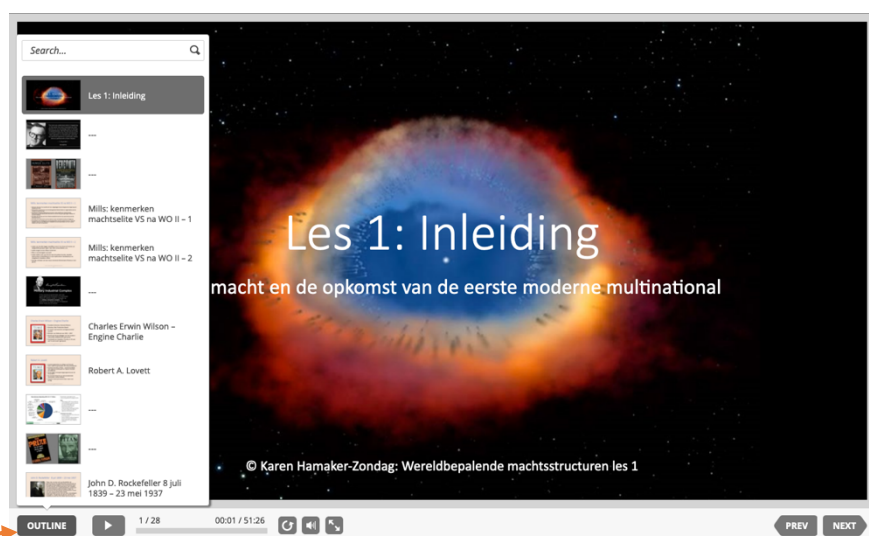 Search...
Les 1: Inleiding
---
---
Mills: kenmerken
machtselite VS na WO II – 1
Mills: kenmerken
machtselite VS na WO II – 2
---
Charles Erwin Wilson –
Engine Charlie
Robert A. Lovett
---
---
John D. Rockefeller 8 juli
1839 – 23 mei 1937
Les 1: Inleiding
macht en de opkomst van de eerste moderne multinational
© Karen Hamaker-Zondag: Wereldbepalende machtsstructuren les 1
OUTLINE
1 / 28
00:01 / 51:26
PREV
NEXT